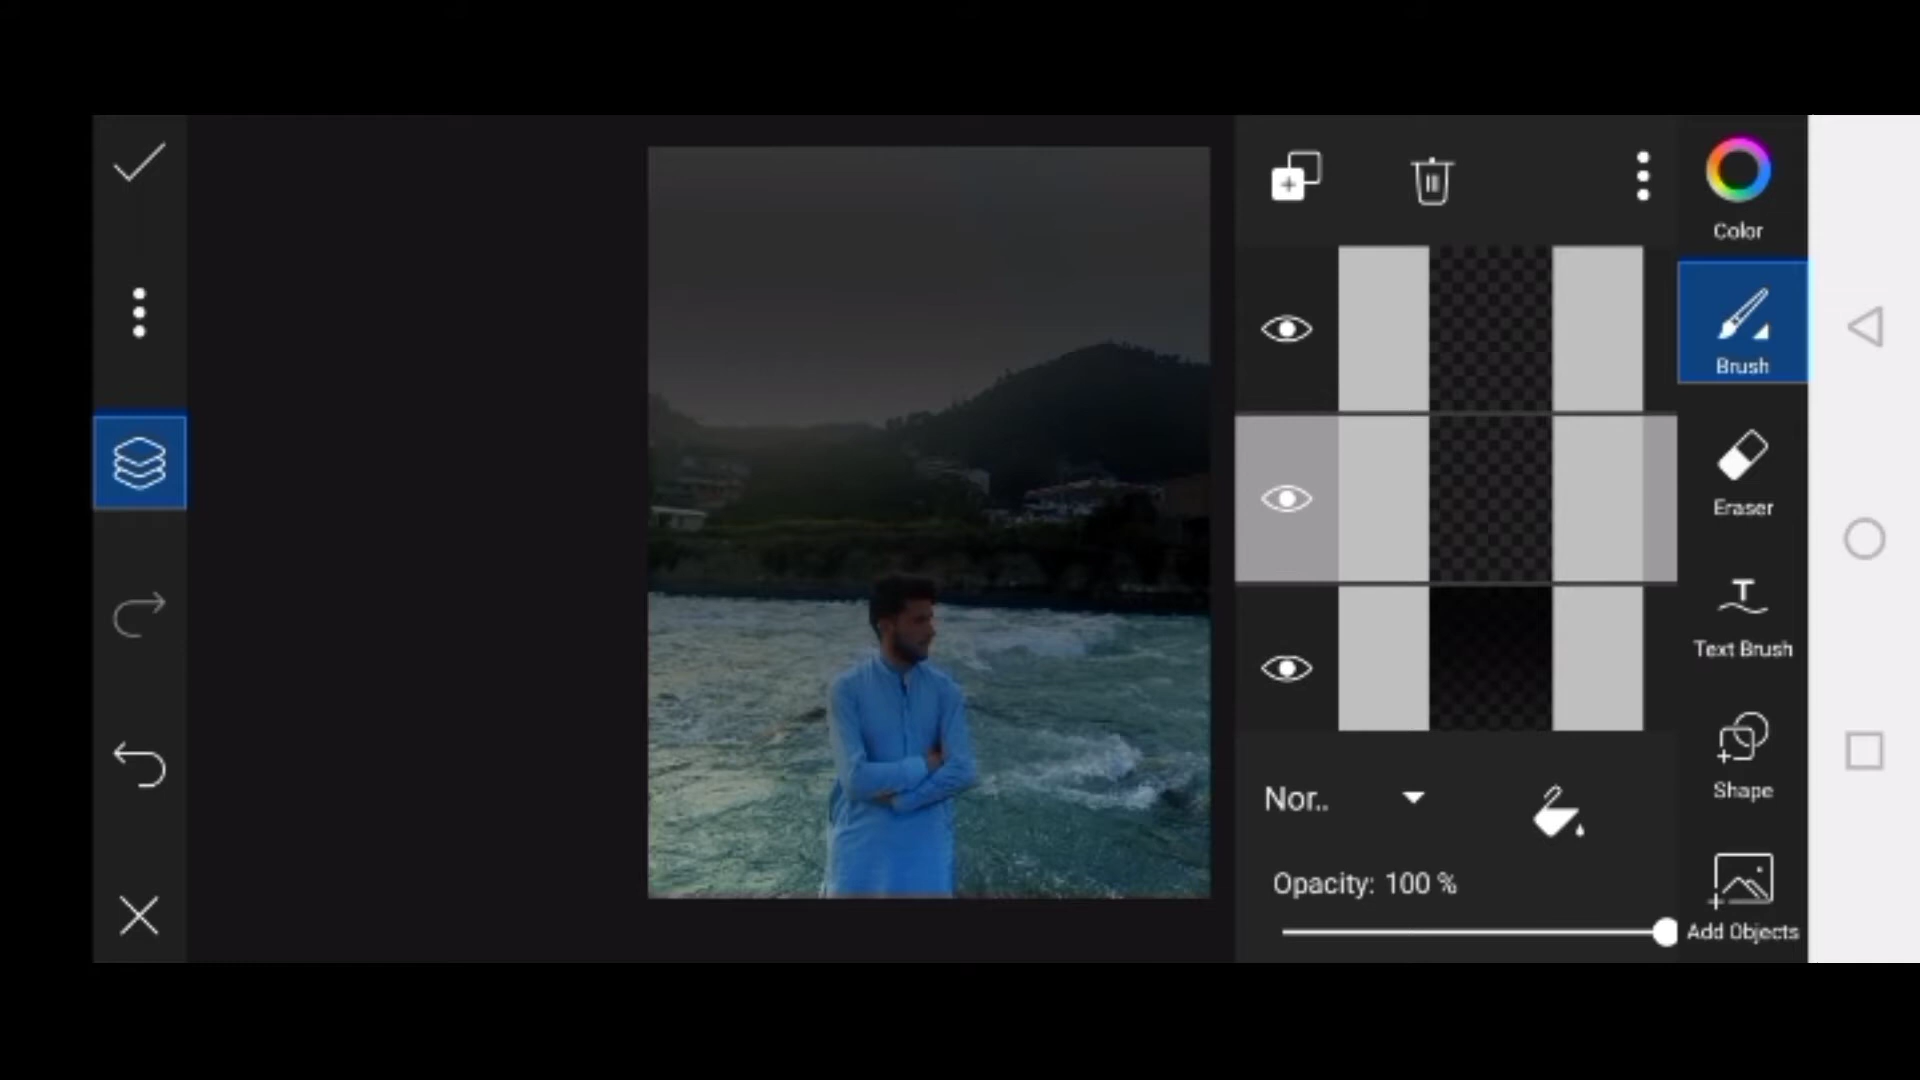 Color
Brush
Eraser
T
Text Brush
Shape
Nor..
Opacity: 100 %
Add Objects